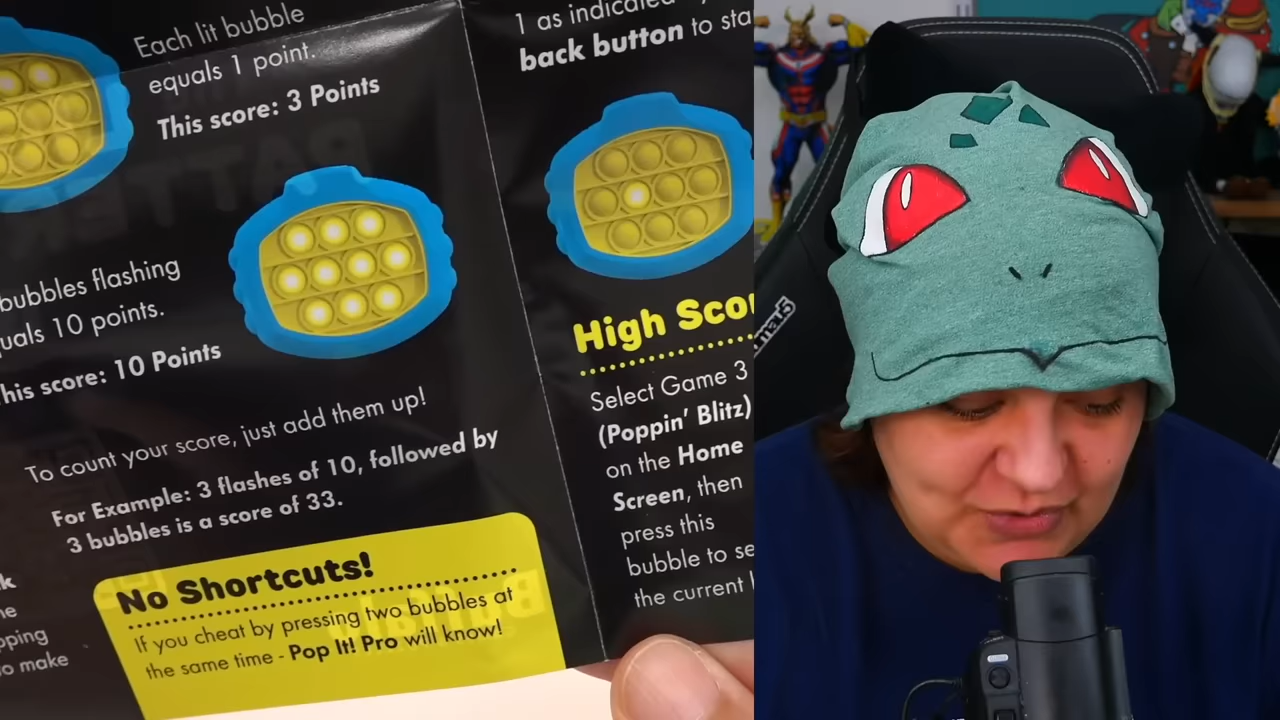 Each lit bubble
equals 1 point.
This score: 3 Points
bubbles flashing
equals 10 points.
This score: 10 Points
To count your score, just add them up!
For Example: 3 flashes of 10, followed by
3 bubbles is a score of 33.
No Shortcuts!
If you cheat by pressing two bubbles at
the same time - Pop It! Pro will know!
1 as indicated
back button to sta
High Sco
Select Game 3
(Poppin' Blitz)
on the Home
Screen, then
press this
bubble to se
the current